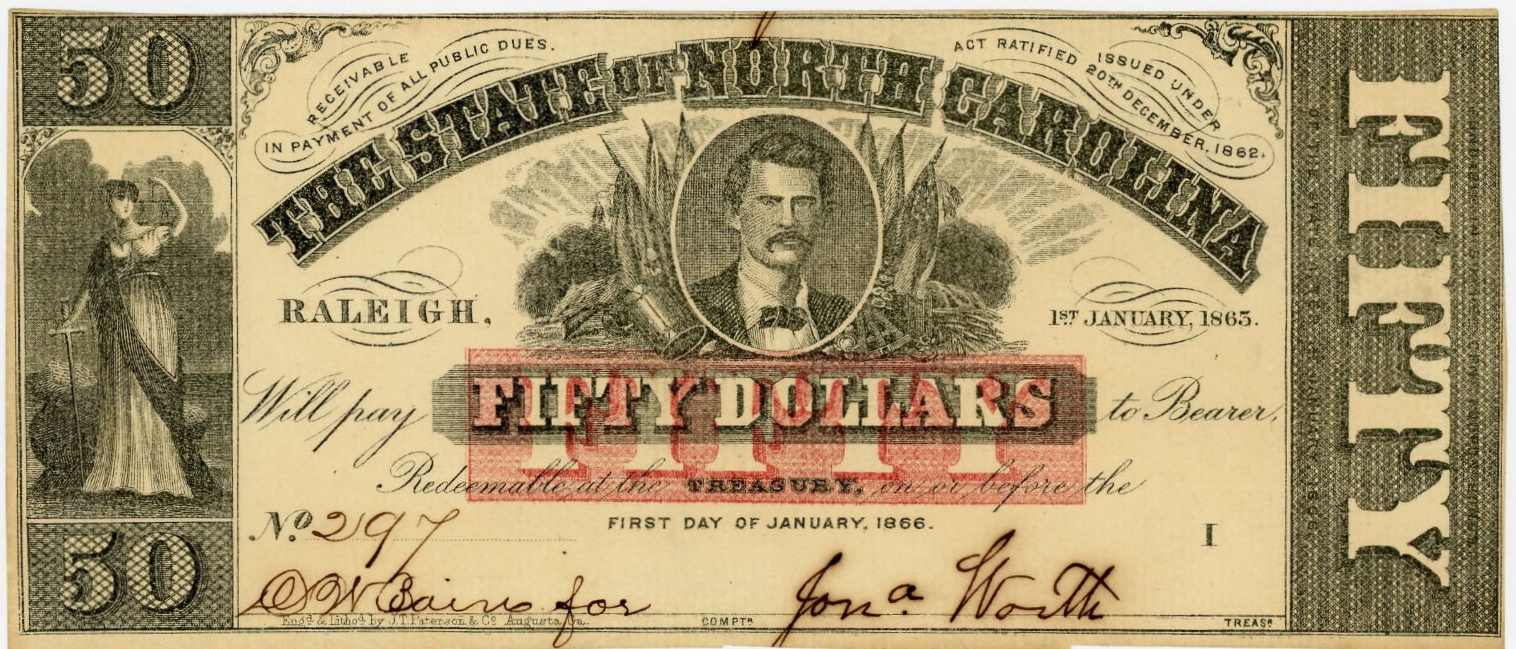 50
RECEIVABLE
IN PAYMENT OF ALL PUBLIC DUES.
ACT RATIFIED ISSUED UNDER
20TH DECEMBER, 1862.
THE STATE OF NORTH CAROLINA
RALEIGH,
1ST JANUARY, 1863.
Will pay FIFTY DOLLARS to Bearer,
FIFTY
Redeemable at the TREASURY, on or before the
FIRST DAY OF JANUARY, 1866.
No. 297
I
50
for Jona. Worth
Engd. & Lithod. by J.T. Paterson & Co. Augusta, Ga.
COMPTR.
TREASR.
FIFTY